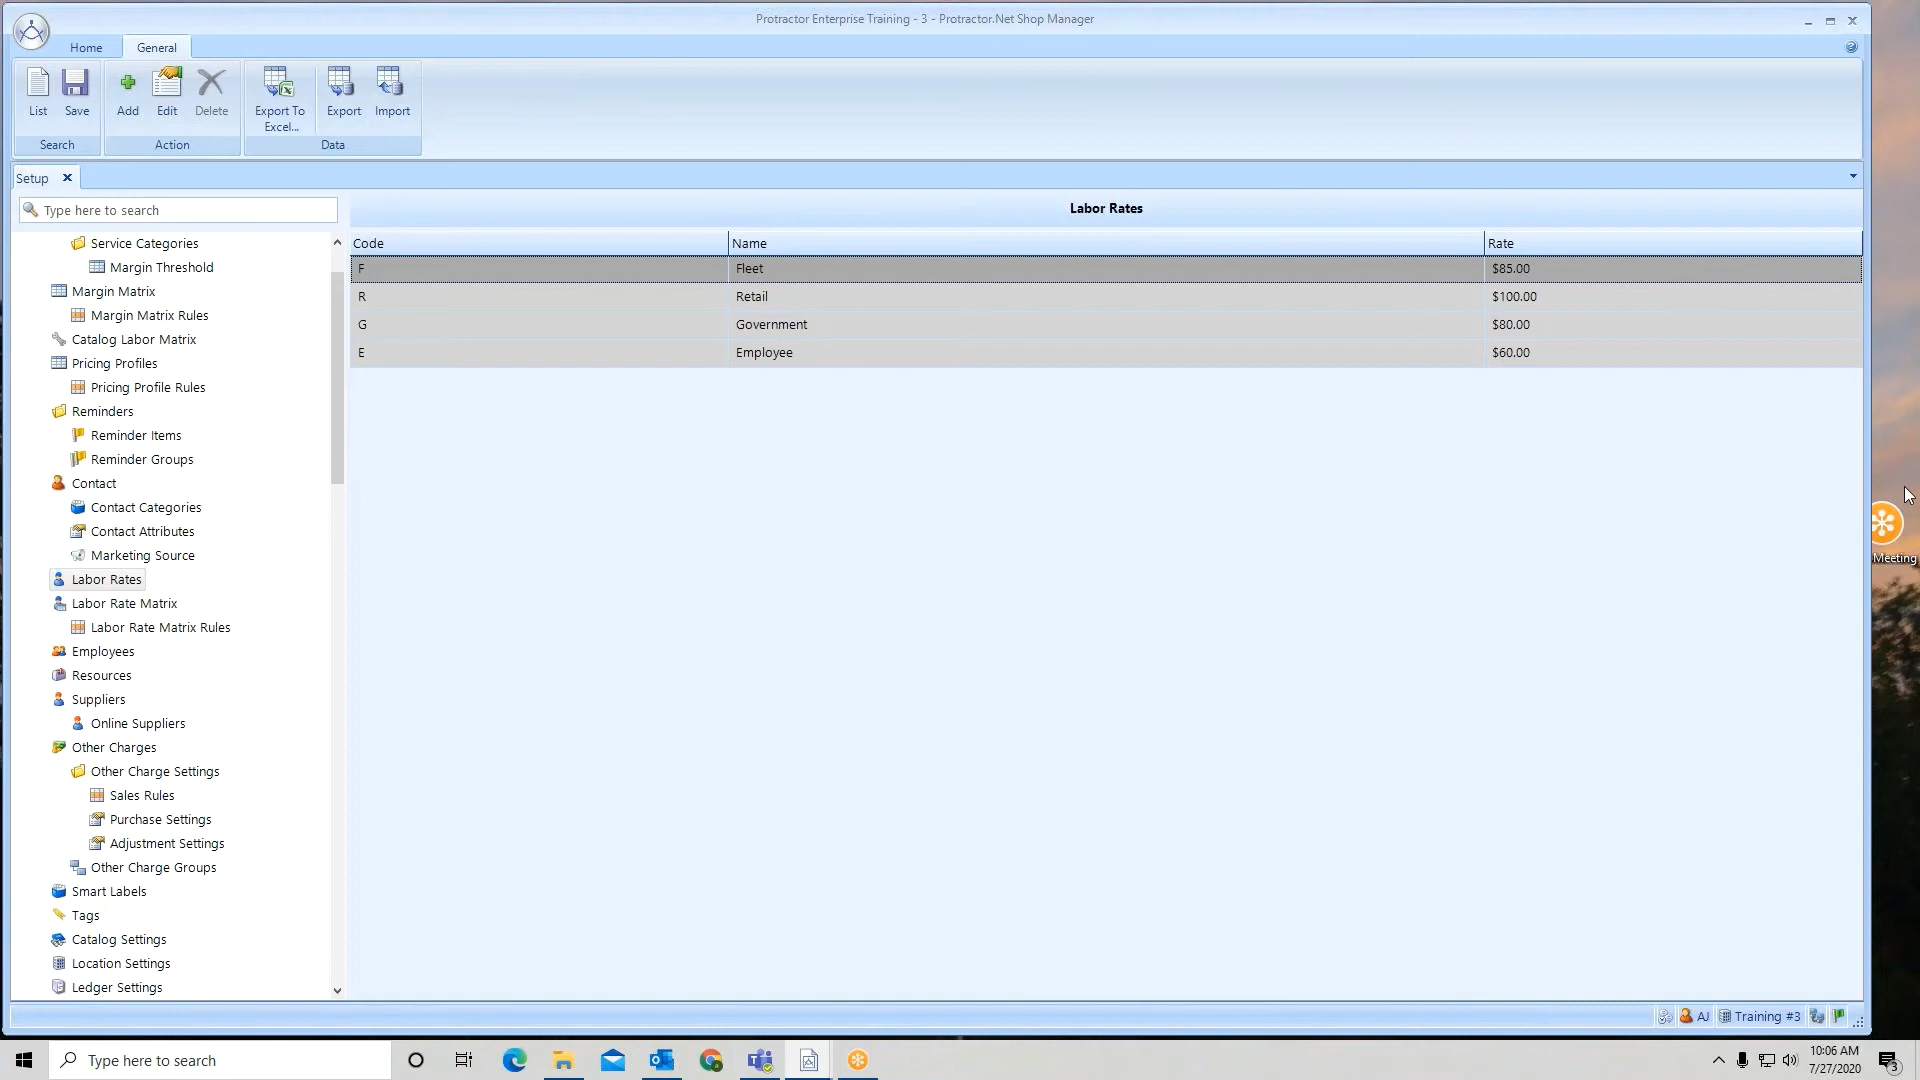 Protractor Enterprise Training - 3 - Protractor.Net Shop Manager
Home General
List Save Add Edit Delete Export To Excel... Export Import
Search Action Data
Setup
Type here to search
Labor Rates
Code Name Rate
F Fleet $85.00
R Retail $100.00
G Government $80.00
E Employee $60.00
Service Categories
Margin Threshold
Margin Matrix
Margin Matrix Rules
Catalog Labor Matrix
Pricing Profiles
Pricing Profile Rules
Reminders
Reminder Items
Reminder Groups
Contact
Contact Categories
Contact Attributes
Marketing Source
Labor Rates
Labor Rate Matrix
Labor Rate Matrix Rules
Employees
Resources
Suppliers
Online Suppliers
Other Charges
Other Charge Settings
Sales Rules
Purchase Settings
Adjustment Settings
Other Charge Groups
Smart Labels
Tags
Catalog Settings
Location Settings
Ledger Settings
Meeting
AJ Training #3
Type here to search
10:06 AM
7/27/2020
3